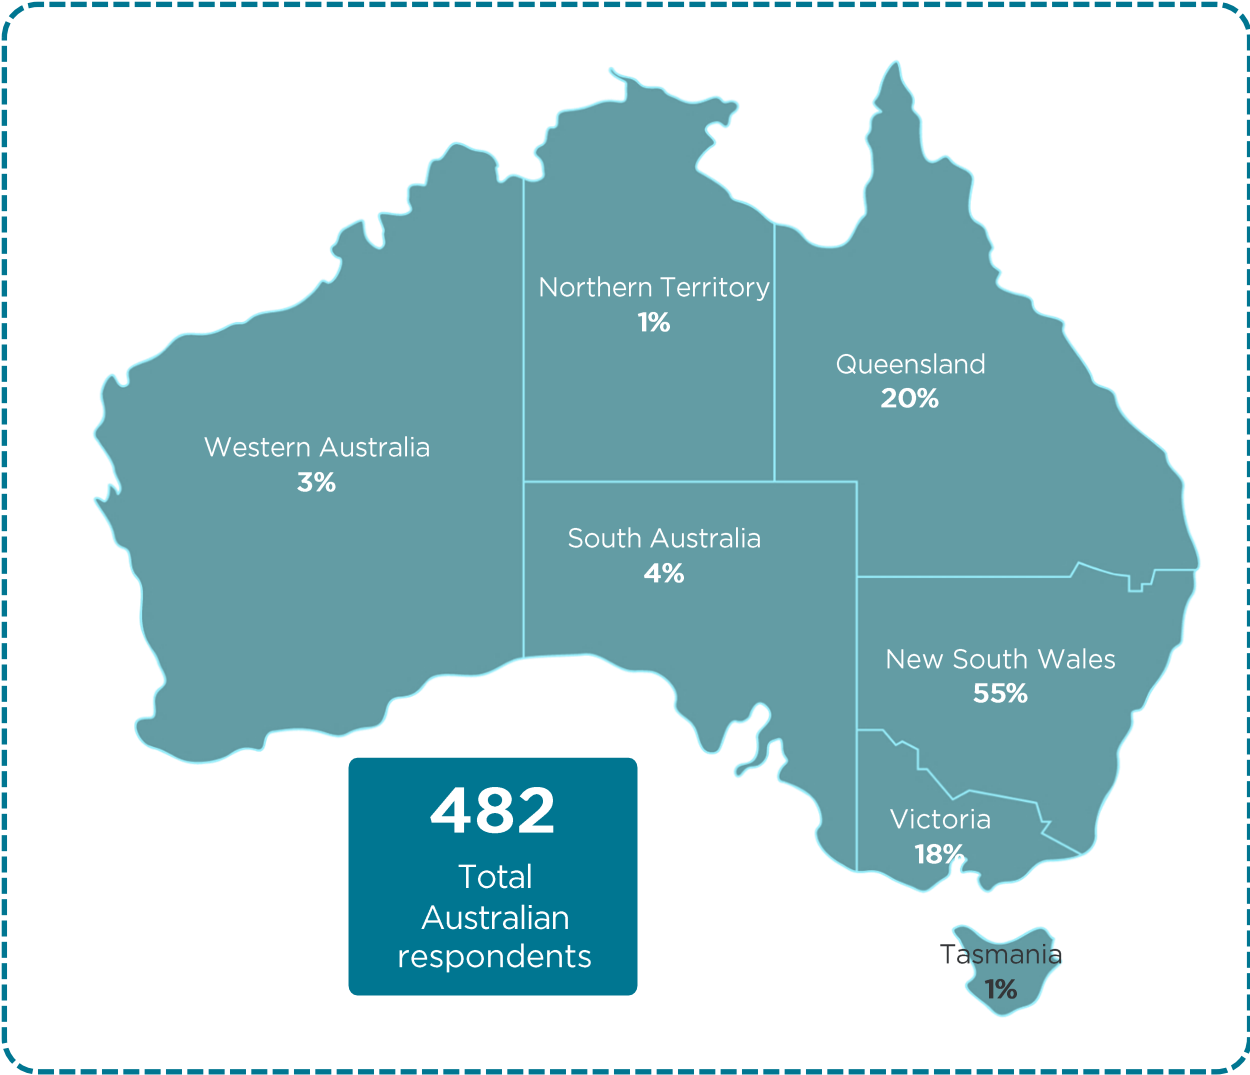 Northern Territory
1%
Queensland
20%
Western Australia
3%
South Australia
4%
New South Wales
55%
Victoria
18%
482
Total
Australian
respondents
Tasmania
1%